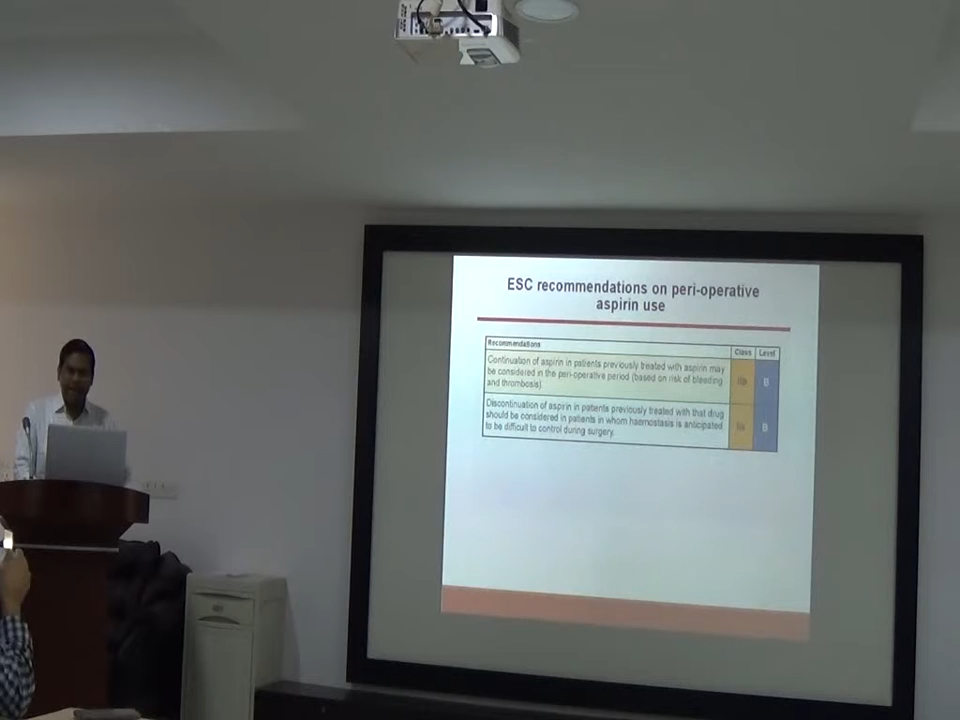 ESC recommendations on peri-operative
aspirin use
Recommendations Class Level
Continuation of aspirin in patients previously treated with aspirin may
be considered in the peri-operative period (based on risk of bleeding
and thrombosis)
IIb B
Discontinuation of aspirin in patients previously treated with that drug
should be considered in patients in whom haemostasis is anticipated
to be difficult to control during surgery.
IIa B